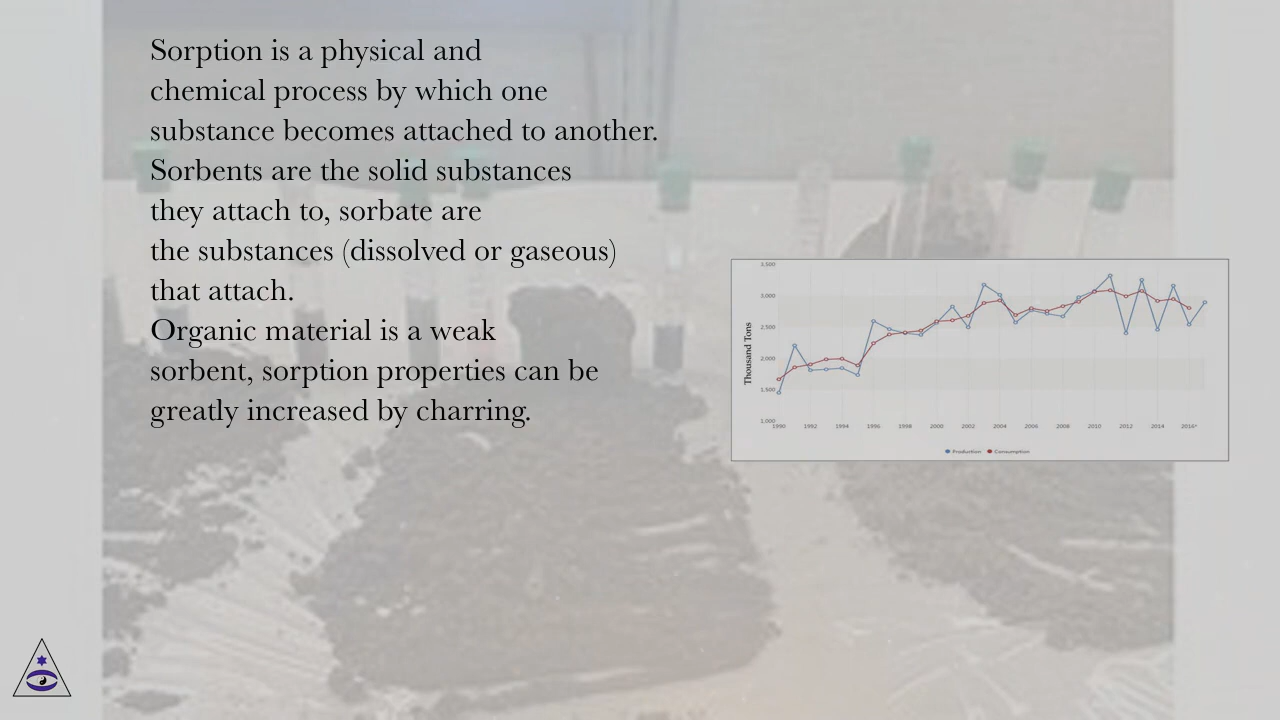 Sorption is a physical and
chemical process by which one
substance becomes attached to another.
Sorbents are the solid substances
they attach to, sorbate are
the substances (dissolved or gaseous)
that attach.
Organic material is a weak
sorbent, sorption properties can be
greatly increased by charring.
Thousand Tons
3,500
3,000
2,500
2,000
1,500
1,000
1990 1992 1994 1996 1998 2000 2002 2004 2006 2008 2010 2012 2014 2016*
Production Consumption